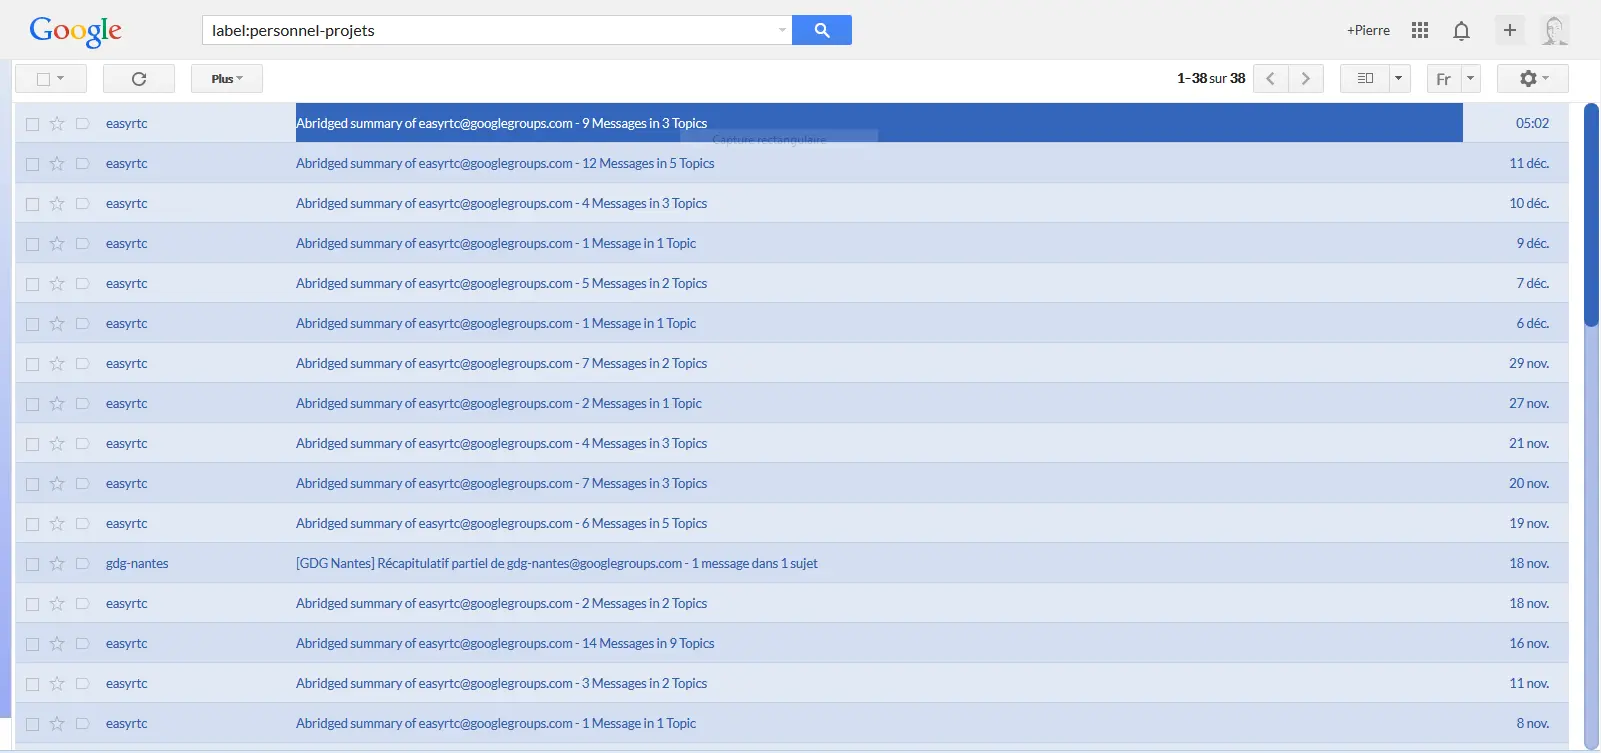 Google
label:personnel-projets
+Pierre
Plus
1-38 sur 38
Fr
easyrtc Abridged summary of easyrtc@googlegroups.com - 9 Messages in 3 Topics 05:02
Capture rectangulaire
easyrtc Abridged summary of easyrtc@googlegroups.com - 12 Messages in 5 Topics 11 déc.
easyrtc Abridged summary of easyrtc@googlegroups.com - 4 Messages in 3 Topics 10 déc.
easyrtc Abridged summary of easyrtc@googlegroups.com - 1 Message in 1 Topic 9 déc.
easyrtc Abridged summary of easyrtc@googlegroups.com - 5 Messages in 2 Topics 7 déc.
easyrtc Abridged summary of easyrtc@googlegroups.com - 1 Message in 1 Topic 6 déc.
easyrtc Abridged summary of easyrtc@googlegroups.com - 7 Messages in 2 Topics 29 nov.
easyrtc Abridged summary of easyrtc@googlegroups.com - 2 Messages in 1 Topic 27 nov.
easyrtc Abridged summary of easyrtc@googlegroups.com - 4 Messages in 3 Topics 21 nov.
easyrtc Abridged summary of easyrtc@googlegroups.com - 7 Messages in 3 Topics 20 nov.
easyrtc Abridged summary of easyrtc@googlegroups.com - 6 Messages in 5 Topics 19 nov.
gdg-nantes [GDG Nantes] Récapitulatif partiel de gdg-nantes@googlegroups.com - 1 message dans 1 sujet 18 nov.
easyrtc Abridged summary of easyrtc@googlegroups.com - 2 Messages in 2 Topics 18 nov.
easyrtc Abridged summary of easyrtc@googlegroups.com - 14 Messages in 9 Topics 16 nov.
easyrtc Abridged summary of easyrtc@googlegroups.com - 3 Messages in 2 Topics 11 nov.
easyrtc Abridged summary of easyrtc@googlegroups.com - 1 Message in 1 Topic 8 nov.